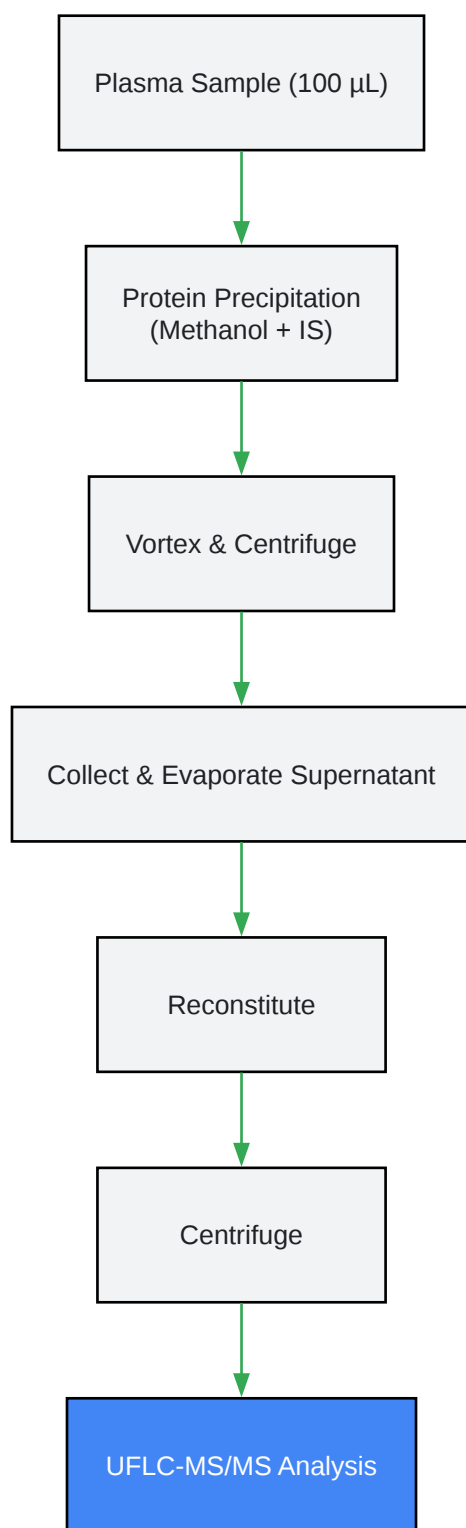 Plasma Sample (100 µL)
Protein Precipitation
(Methanol + IS)
Vortex & Centrifuge
Collect & Evaporate Supernatant
Reconstitute
Centrifuge
UFLC-MS/MS Analysis